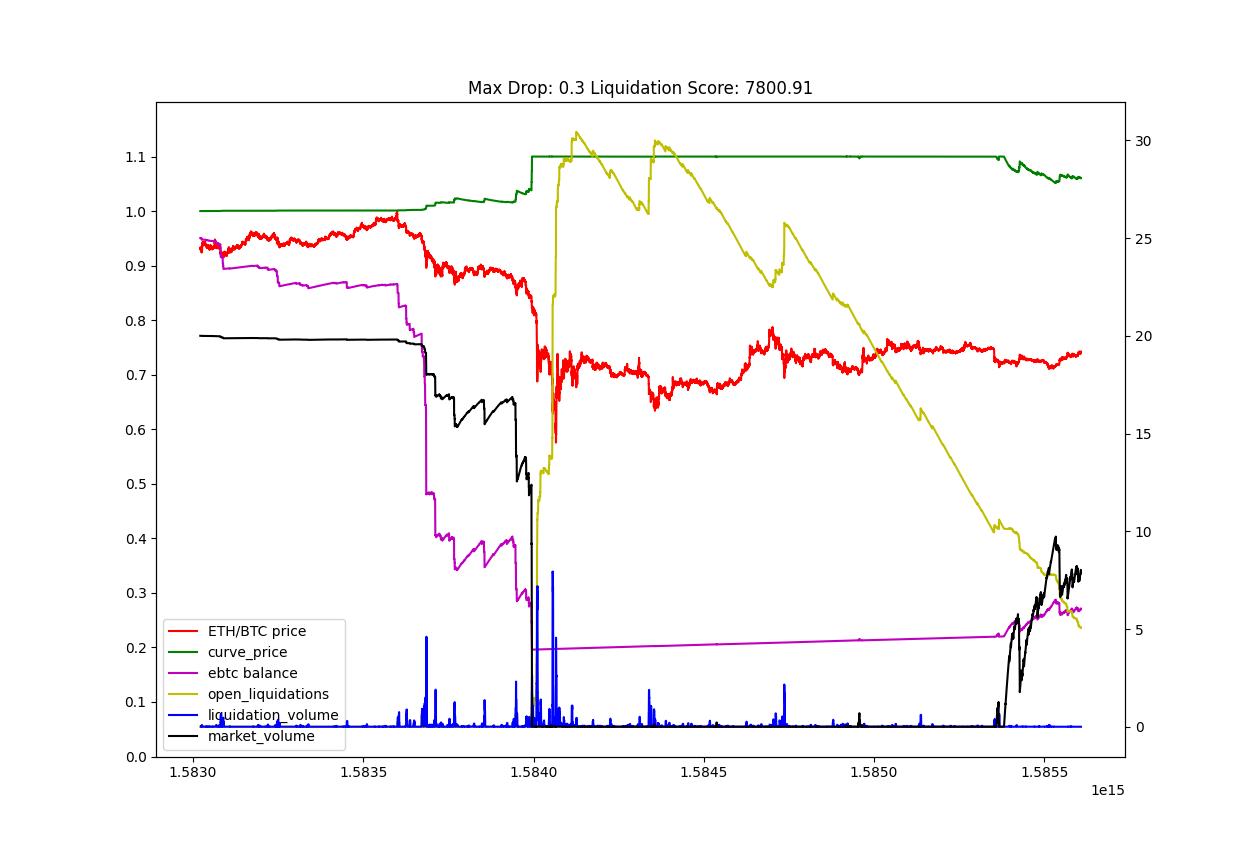 Max Drop: 0.3 Liquidation Score: 7800.91
1.1
1.0
0.9
0.8
0.7
0.6
0.5
0.4
0.3
0.2
0.1
0.0
30
25
20
15
10
5
0
ETH/BTC price
curve_price
ebtc balance
open_liquidations
liquidation_volume
market_volume
1.5830 1.5835 1.5840 1.5845 1.5850 1.5855
1e15